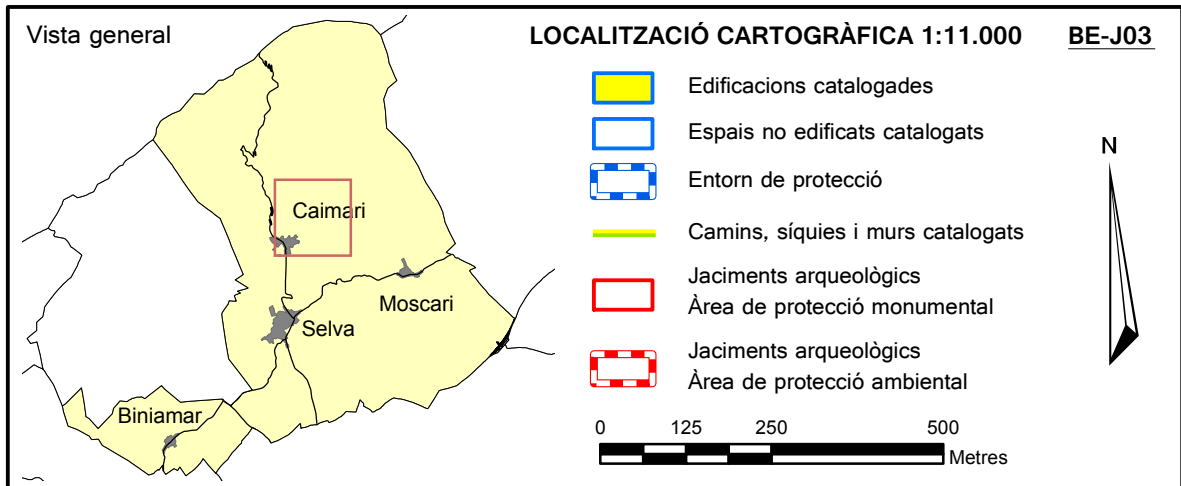 Vista general
LOCALITZACIÓ CARTOGRÀFICA 1:11.000
BE-J03
Edificacions catalogades
Espais no edificats catalogats
Entorn de protecció
Camins, síquies i murs catalogats
Jaciments arqueològics
Àrea de protecció monumental
Jaciments arqueològics
Àrea de protecció ambiental
N
0 125 250 500
Metres
Caimari
Moscari
Selva
Biniamar